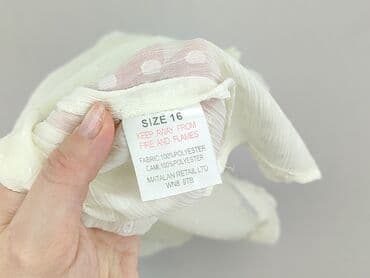 SIZE 16
KEEP AWAY FROM
FIRE AND FLAMES
FABRIC:100%POLYESTER
CAMI:100%POLYESTER
MATALAN RETAIL LTD
WN8 9TB